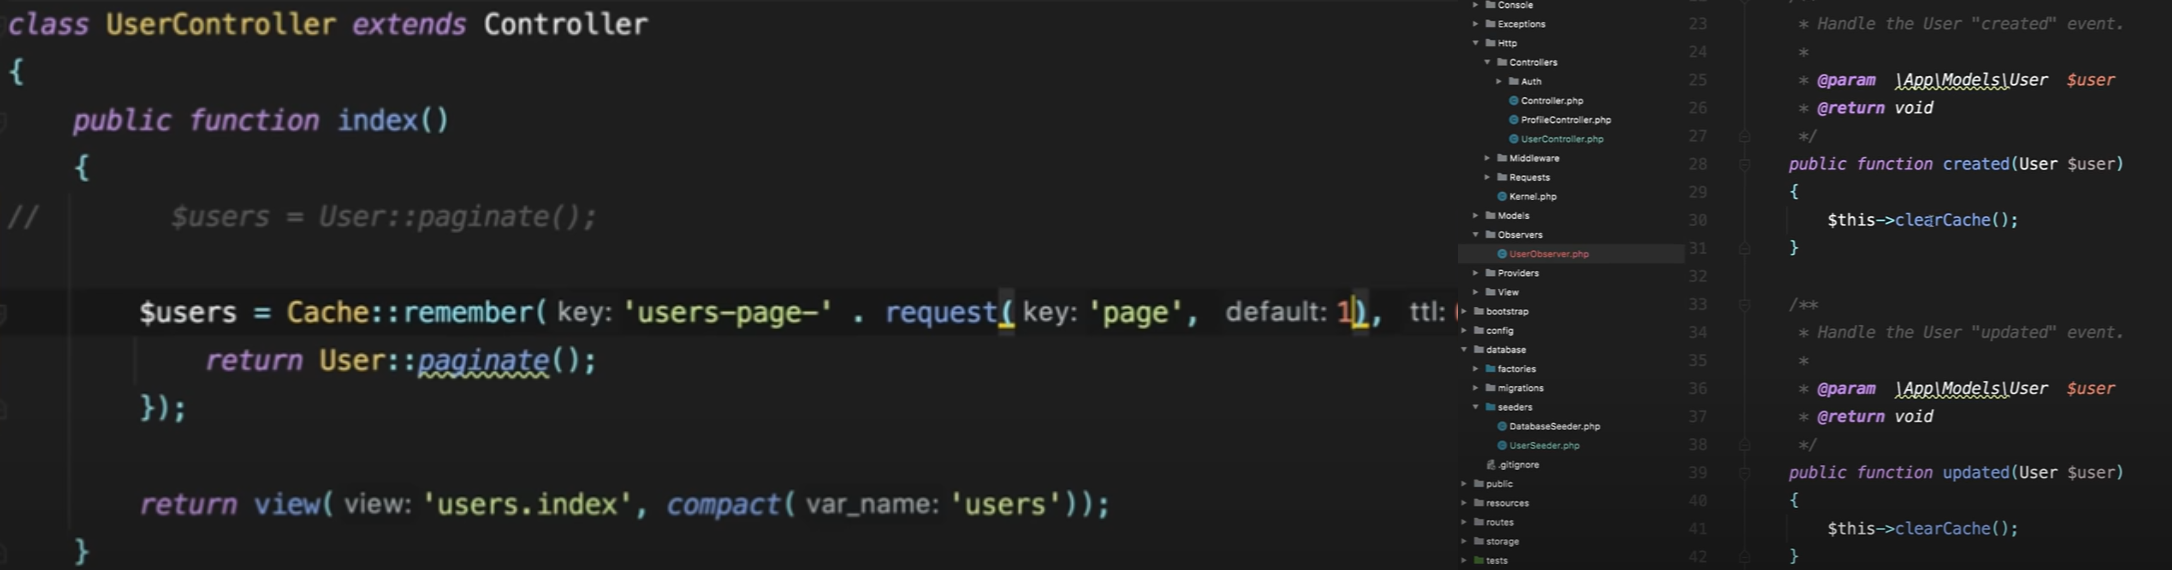 class UserController extends Controller
{
public function index()
{
// $users = User::paginate();
$users = Cache::remember( key: 'users-page-' . request( key: 'page', default: 1), ttl:
return User::paginate();
});
return view( view: 'users.index', compact( var_name: 'users'));
}
Console
Exceptions
Http
Controllers
Auth
Controller.php
ProfileController.php
UserController.php
Middleware
Requests
Kernel.php
Models
Observers
UserObserver.php
Providers
View
bootstrap
config
database
factories
migrations
seeders
DatabaseSeeder.php
UserSeeder.php
.gitignore
public
resources
routes
storage
tests
23 * Handle the User "created" event.
24 *
25 * @param \App\Models\User $user
26 * @return void
27 */
28 public function created(User $user)
29 {
30 $this->clearCache();
31 }
32
33 /**
34 * Handle the User "updated" event.
35 *
36 * @param \App\Models\User $user
37 * @return void
38 */
39 public function updated(User $user)
40 {
41 $this->clearCache();
42 }